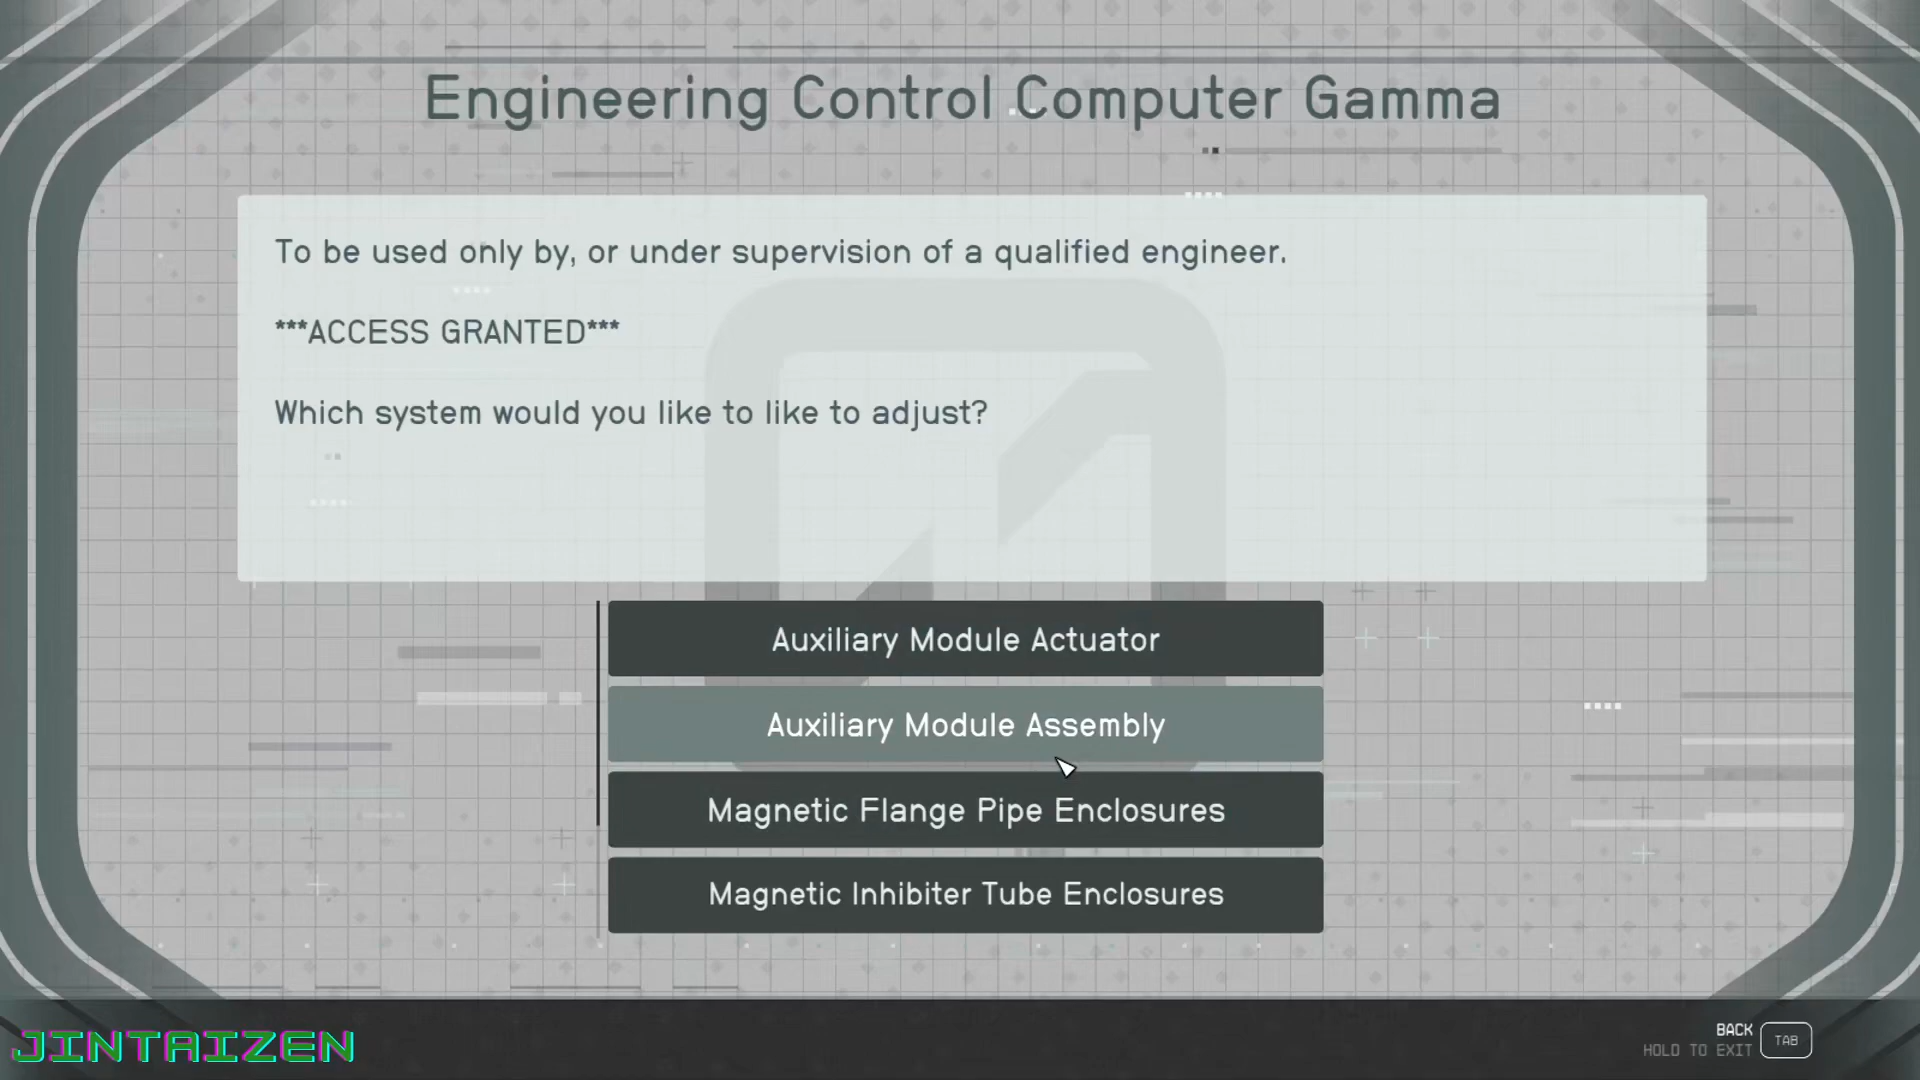 Engineering Control Computer Gamma
To be used only by, or under supervision of a qualified engineer.
***ACCESS GRANTED***
Which system would you like to like to adjust?
Auxiliary Module Actuator
Auxiliary Module Assembly
Magnetic Flange Pipe Enclosures
Magnetic Inhibiter Tube Enclosures
JINTAIZEN
BACK
HOLD TO EXIT
TAB